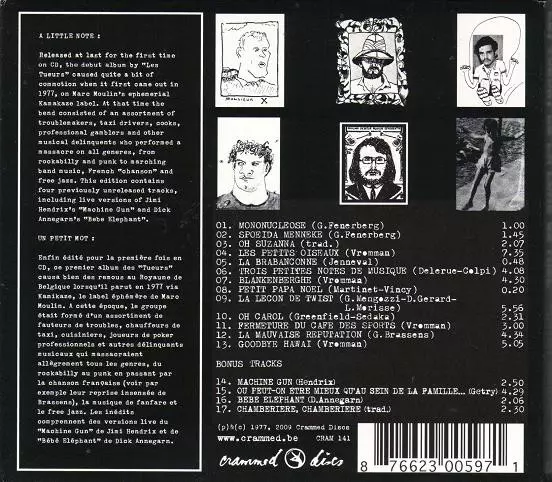 A LITTLE NOTE :
Released at last for the first time
on CD, the debut album by "Les
Tueurs" caused quite a bit of
commotion when it first came out in
1977, on Marc Moulin's ephemerial
Kamakaze label. At that time the
band consisted of an assortment of
troublemakers, taxi drivers, cooks,
professional gamblers and other
musical delinquents who performed a
massacre on all generes, from
rockabilly and punk to marching
band music, French "chanson" and
free jazz. This edition contains
four previously unreleased tracks,
including live versions of Jimi
Hendrix's "Machine Gun" and Dick
Annegarn's "Bebe Elephant".
UN PETIT MOT :
Enfin édité pour la première fois en
CD, ce premier album des "Tueurs"
causa bien des remous au Royaume de
Belgique lorsqu'il parut en 1977 via
Kamikaze, le label éphémère de Marc
Moulin. A cette époque, le groupe
était formé d'un assortiment de
fauteurs de troubles, chauffeurs de
taxi, cuisiniers, joueurs de poker
professionnels et autres délinquants
musicaux qui massacraient
allègrement tous les genres, du
rockabilly au punk en passant par
la chanson française (voir par
exemple leur reprise insensée de
Brassens), la musique de fanfare et
le free jazz. Les inédits
comprennent des versions live du
"Machine Gun" de Jimi Hendrix et de
"Bébé Eléphant" de Dick Annegarn.
MONSIEUR X
01. MONONUCLEOSE (G.Fenerberg) 1.00
02. SPOEIDA MENNEKE (G.Fenerberg) 1.45
03. OH SUZANNA (trad.) 2.07
04. LES PETITS OISEAUX (Vromman) 7.35
05. LA BRABANCONNE (Jenneval) 0.48
06. TROIS PETITES NOTES DE MUSIQUE (Delerue-Colpi) 4.08
07. BLANKENBERGHE (Vromman) 4.30
08. PETIT PAPA NOEL (Martinet-Vincy) 0.20
09. LA LECON DE TWIST (G.Mengozzi-D.Gerard-
L.Morisse) 5.56
10. OH CAROL (Greenfield-Sedaka) 2.31
11. FERMETURE DU CAFE DES SPORTS (Vromman) 3.00
12. LA MAUVAISE REPUTATION (G.Brassens) 4.34
13. GOODBYE HAWAI (Vromman) 5.05
BONUS TRACKS
14. MACHINE GUN (Hendrix) 2.50
15. OU PEUT-ON ETRE MIEUX QU'AU SEIN DE LA FAMILLE... (Getry) 4.29
16. BEBE ELEPHANT (D.Annegarn) 2.06
17. CHAMBERIERE, CHAMBERIERE (trad.) 2.30
(p)&(c) 1977, 2009 Crammed Discs
www.crammed.be CRAM 141
crammed discs
8 76623 00597 1